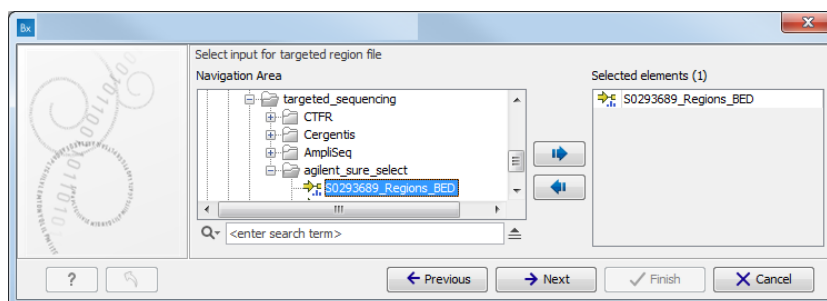 Bx
X
Select input for targeted region file
Navigation Area
Selected elements (1)
targeted_sequencing
CTFR
Cergentis
AmpliSeq
agilent_sure_select
S0293689_Regions_BED
S0293689_Regions_BED
<enter search term>
?
Previous
Next
Finish
Cancel